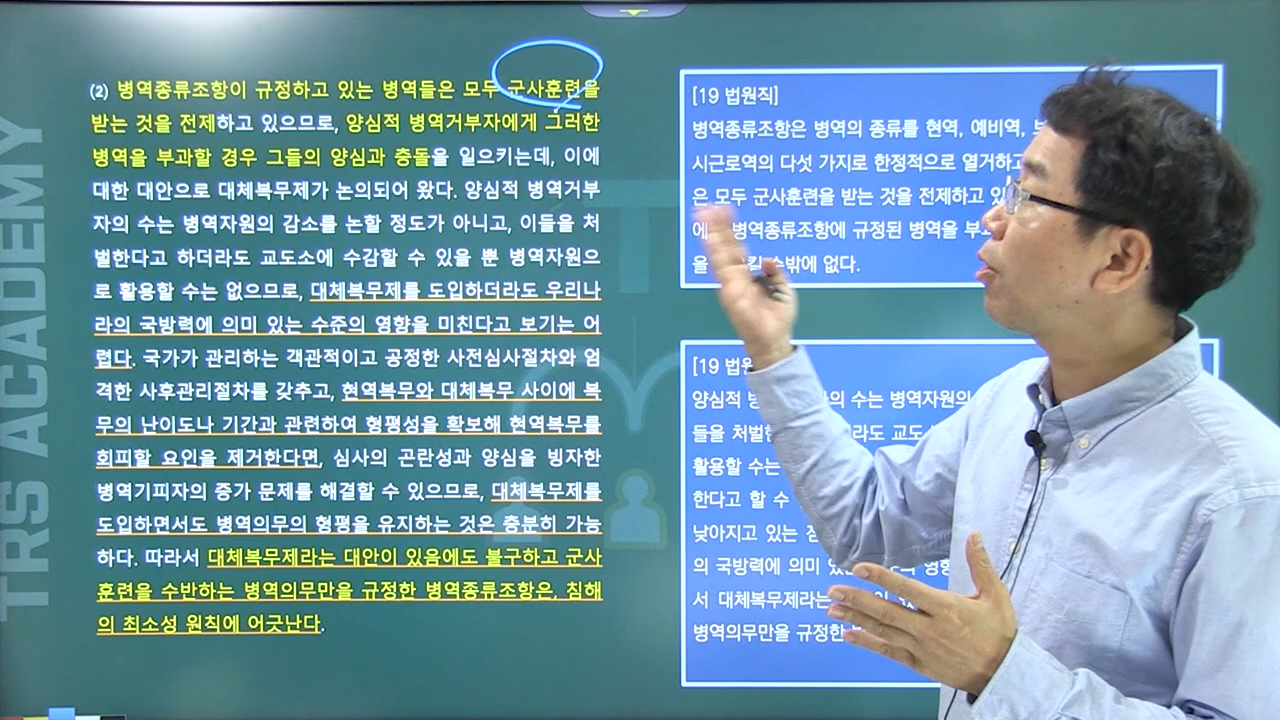 TRS ACADEMY
(2) 병역종류조항이 규정하고 있는 병역들은 모두 군사훈련을
받는 것을 전제하고 있으므로, 양심적 병역거부자에게 그러한
병역을 부과할 경우 그들의 양심과 충돌을 일으키는데, 이에
대한 대안으로 대체복무제가 논의되어 왔다. 양심적 병역거부
자의 수는 병역자원의 감소를 논할 정도가 아니고, 이들을 처
벌한다고 하더라도 교도소에 수감할 수 있을 뿐 병역자원으
로 활용할 수는 없으므로, 대체복무제를 도입하더라도 우리나
라의 국방력에 의미 있는 수준의 영향을 미친다고 보기는 어
렵다. 국가가 관리하는 객관적이고 공정한 사전심사절차와 엄
격한 사후관리절차를 갖추고, 현역복무와 대체복무 사이에 복
무의 난이도나 기간과 관련하여 형평성을 확보해 현역복무를
회피할 요인을 제거한다면, 심사의 곤란성과 양심을 빙자한
병역기피자의 증가 문제를 해결할 수 있으므로, 대체복무제를
도입하면서도 병역의무의 형평을 유지하는 것은 충분히 가능
하다. 따라서 대체복무제라는 대안이 있음에도 불구하고 군사
훈련을 수반하는 병역의무만을 규정한 병역종류조항은, 침해
의 최소성 원칙에 어긋난다.
[19 법원직]
병역종류조항은 병역의 종류를 현역, 예비역,
시근로역의 다섯 가지로 한정적으로 열거하고
은 모두 군사훈련을 받는 것을 전제하고
병역종류조항에 규정된 병역을
을 수밖에 없다.
[19 법원
양심적 의 수는 병역자원의
들을 교도
활용할 수는
한다고 할 수
낮아지고 있는
의 국방력에 의미
서 대체복무제라는
병역의무만을 규정한